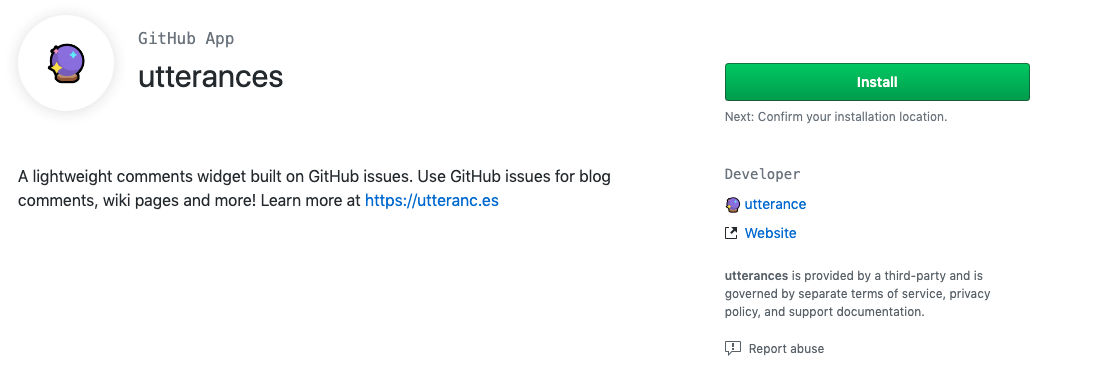 GitHub App
utterances
A lightweight comments widget built on GitHub issues. Use GitHub issues for blog
comments, wiki pages and more! Learn more at https://utteranc.es
Install
Next: Confirm your installation location.
Developer
utterance
Website
utterances is provided by a third-party and is
governed by separate terms of service, privacy
policy, and support documentation.
Report abuse